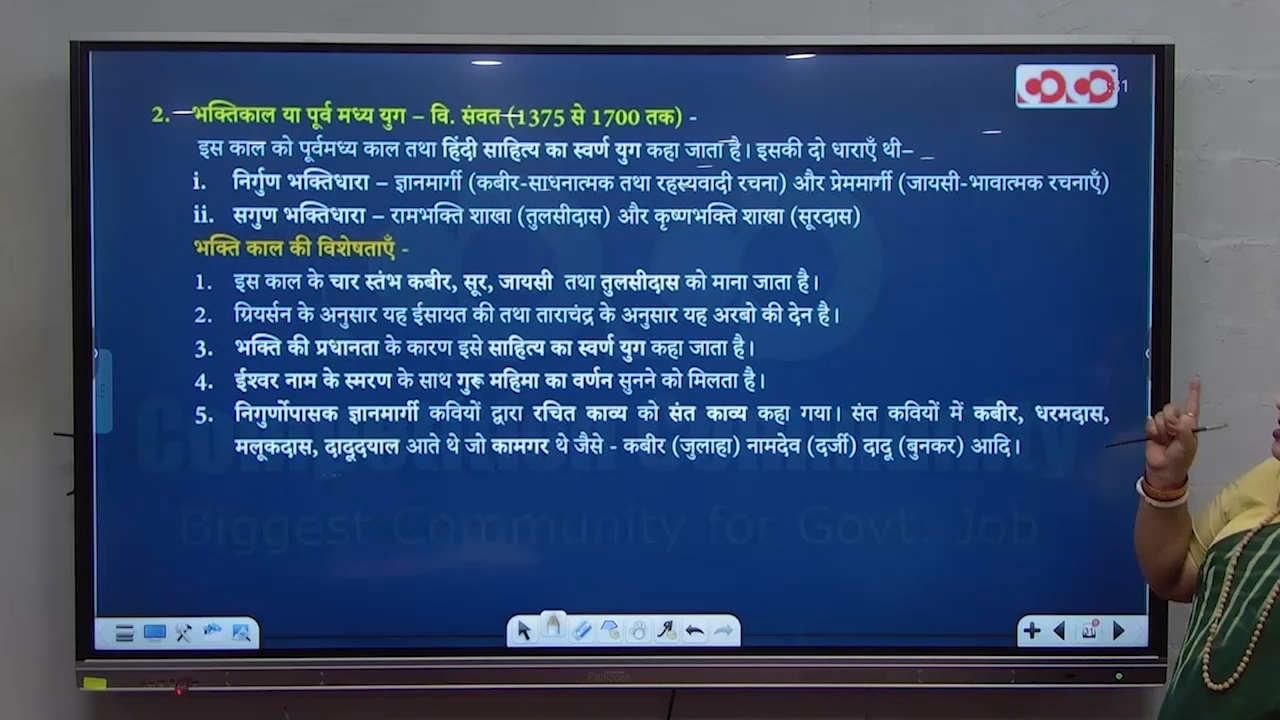 2. भक्तिकाल या पूर्व मध्य युग – वि. संवत (1375 से 1700 तक) -
इस काल को पूर्वमध्य काल तथा हिंदी साहित्य का स्वर्ण युग कहा जाता है। इसकी दो धाराएँ थी–
i. निर्गुण भक्तिधारा – ज्ञानमार्गी (कबीर-साधनात्मक तथा रहस्यवादी रचना) और प्रेममार्गी (जायसी-भावात्मक रचनाएँ)
ii. सगुण भक्तिधारा – रामभक्ति शाखा (तुलसीदास) और कृष्णभक्ति शाखा (सूरदास)
भक्ति काल की विशेषताएँ -
1. इस काल के चार स्तंभ कबीर, सूर, जायसी तथा तुलसीदास को माना जाता है।
2. ग्रियर्सन के अनुसार यह ईसायत की तथा ताराचंद्र के अनुसार यह अरबो की देन है।
3. भक्ति की प्रधानता के कारण इसे साहित्य का स्वर्ण युग कहा जाता है।
4. ईश्वर नाम के स्मरण के साथ गुरू महिमा का वर्णन सुनने को मिलता है।
5. निगुर्णोपासक ज्ञानमार्गी कवियों द्वारा रचित काव्य को संत काव्य कहा गया। संत कवियों में कबीर, धरमदास,
मलूकदास, दादूदयाल आते थे जो कामगर थे जैसे - कबीर (जुलाहा) नामदेव (दर्जी) दादू (बुनकर) आदि।
Community
Biggest Community for Govt. Job